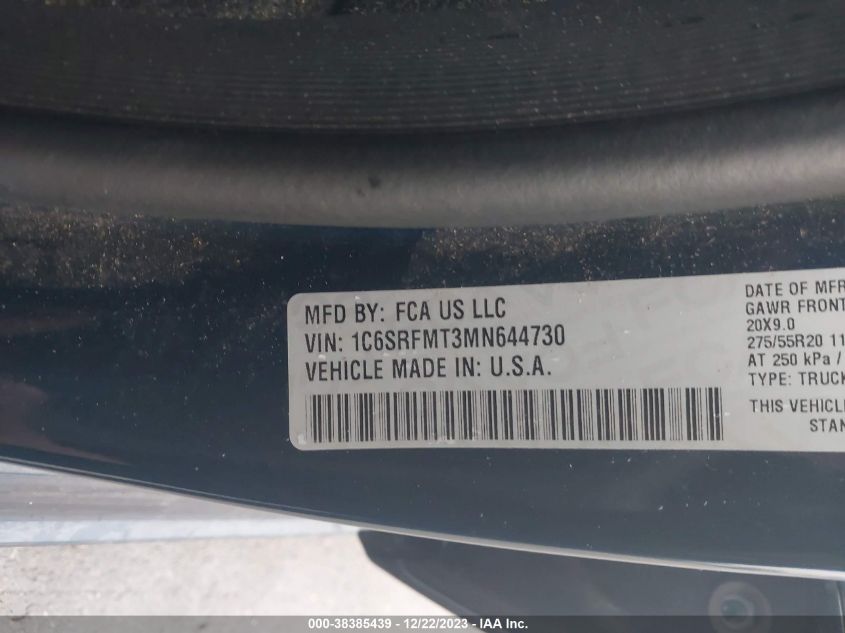 MFD BY: FCA US LLC
VIN: 1C6SRFMT3MN644730
VEHICLE MADE IN: U.S.A.
DATE OF MFR
GAWR FRONT
20X9.0
275/55R20 11
AT 250 kPa /
TYPE: TRUCK
THIS VEHICLE
STAN
000-38385439 - 12/22/2023 - IAA Inc.